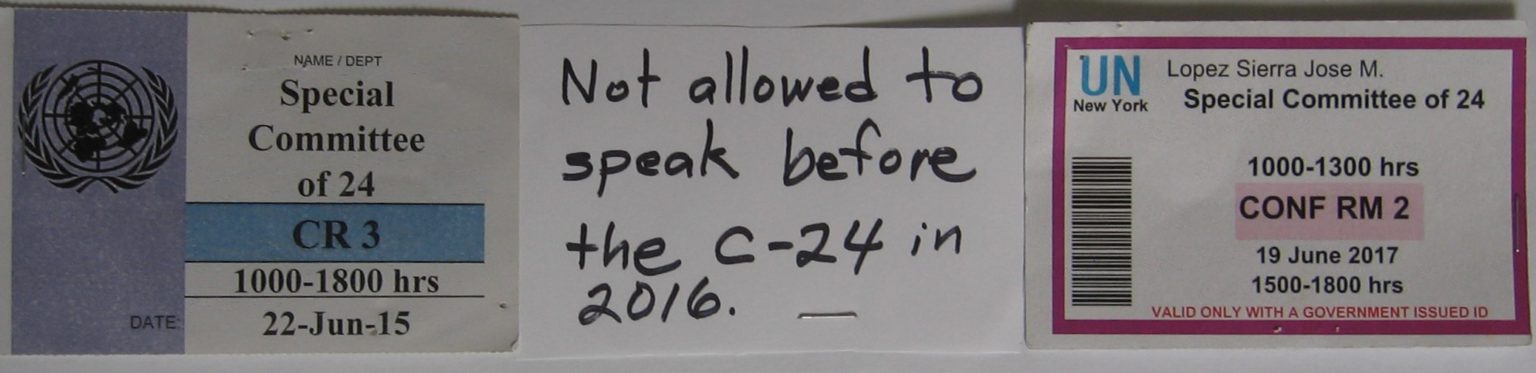 NAME / DEPT
Special
Committee
of 24
CR 3
1000-1800 hrs
DATE: 22-Jun-15
Not allowed to
speak before
the C-24 in
2016.
UN
New York
Lopez Sierra Jose M.
Special Committee of 24
1000-1300 hrs
CONF RM 2
19 June 2017
1500-1800 hrs
VALID ONLY WITH A GOVERNMENT ISSUED ID